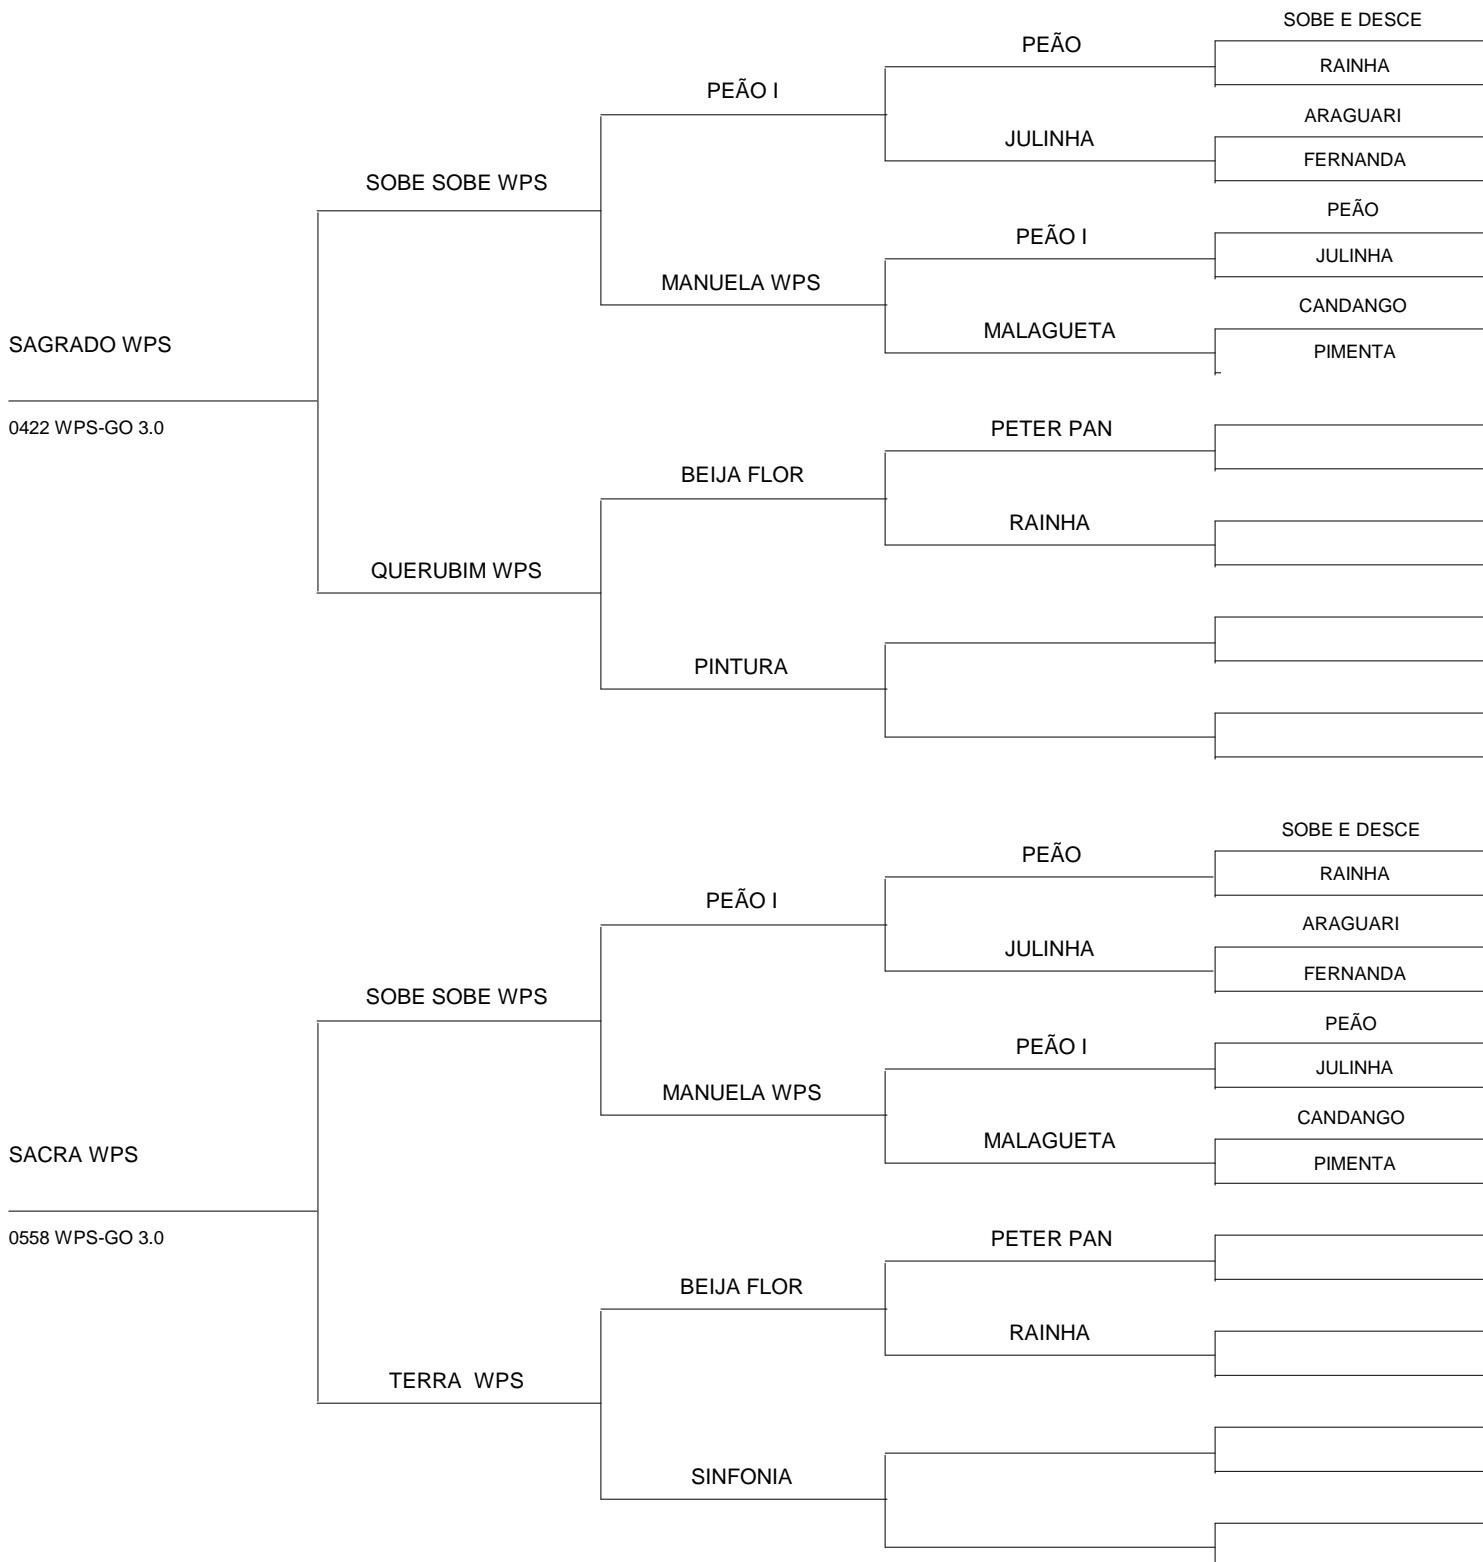 SOBE E DESCE
PEÃO
RAINHA
PEÃO I
ARAGUARI
JULINHA
FERNANDA
SOBE SOBE WPS
PEÃO
PEÃO I
JULINHA
MANUELA WPS
CANDANGO
MALAGUETA
SAGRADO WPS
PIMENTA
0422 WPS-GO 3.0
PETER PAN
BEIJA FLOR
RAINHA
QUERUBIM WPS
PINTURA
SOBE E DESCE
PEÃO
RAINHA
PEÃO I
ARAGUARI
JULINHA
FERNANDA
SOBE SOBE WPS
PEÃO
PEÃO I
JULINHA
MANUELA WPS
CANDANGO
MALAGUETA
SACRA WPS
PIMENTA
0558 WPS-GO 3.0
PETER PAN
BEIJA FLOR
RAINHA
TERRA WPS
SINFONIA